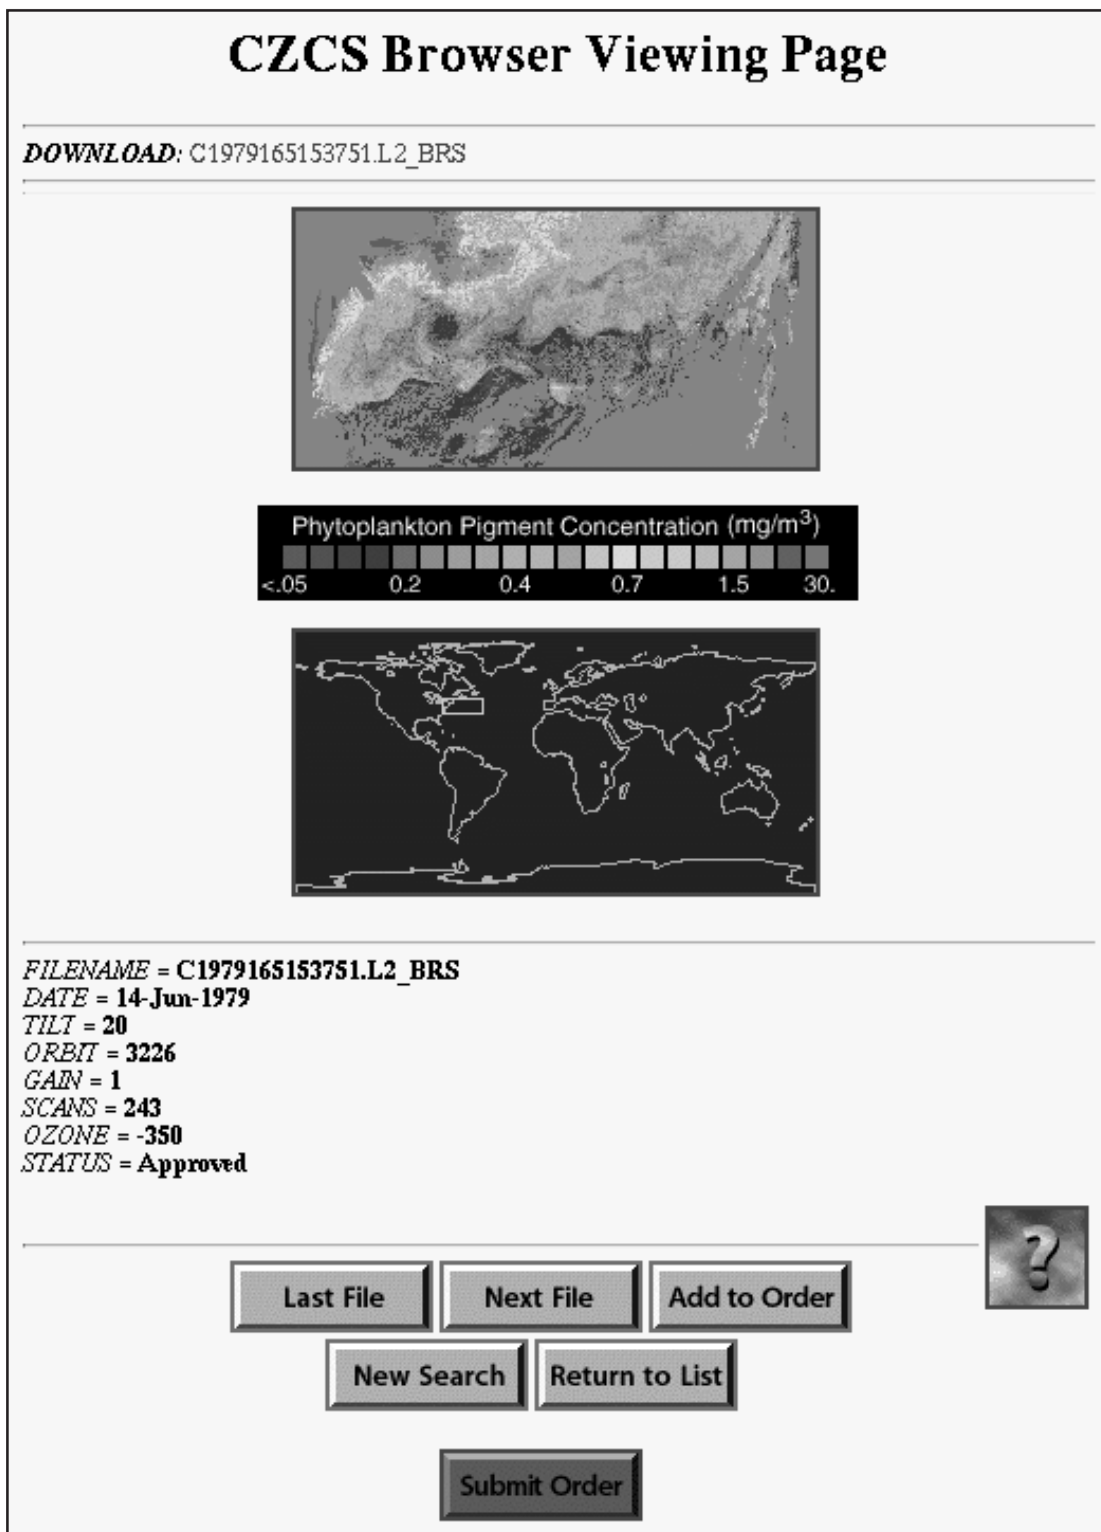 CZCS Browser Viewing Page
DOWNLOAD: C1979165153751.L2_BRS
Phytoplankton Pigment Concentration (mg/m³)
<.05 0.2 0.4 0.7 1.5 30.
FILENAME = C1979165153751.L2_BRS
DATE = 14-Jun-1979
TILT = 20
ORBIT = 3226
GAIN = 1
SCANS = 243
OZONE = -350
STATUS = Approved
?
Last File Next File Add to Order
New Search Return to List
Submit Order